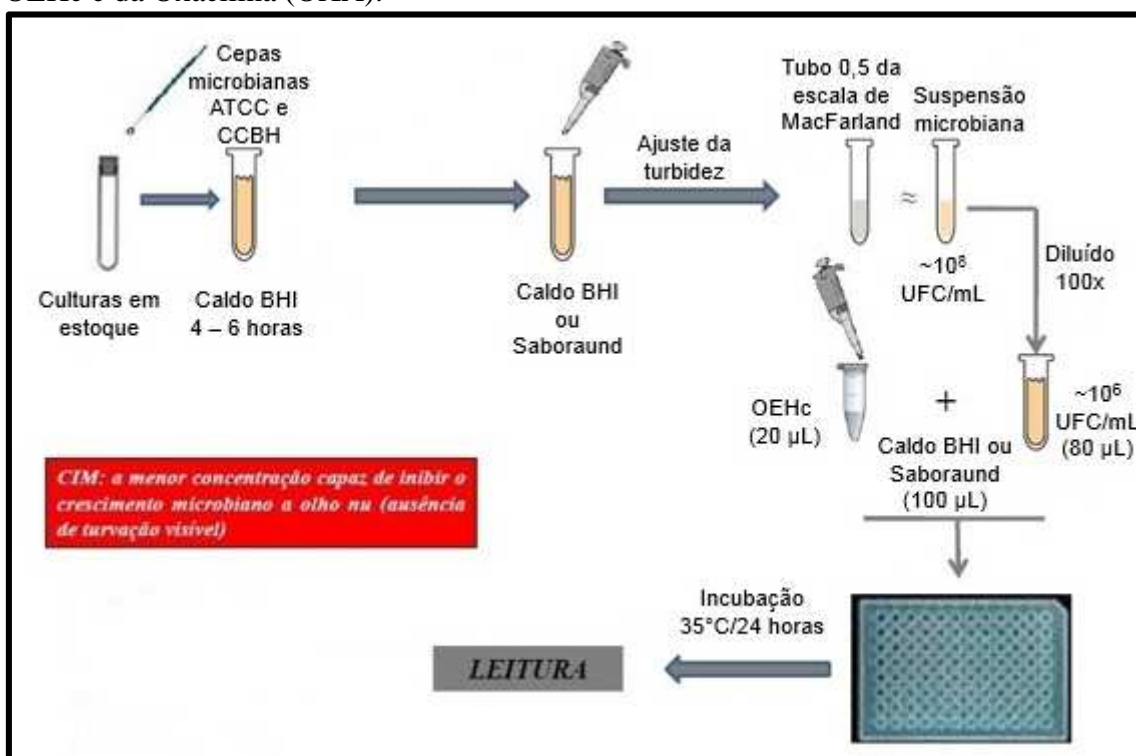 OEHc e da Oxacilina (OXA).
Cepas
microbianas
ATCC e
CCBH
Culturas em
estoque
Caldo BHI
4 – 6 horas
Caldo BHI
ou
Saboraund
Ajuste da
turbidez
Tubo 0,5 da
escala de
MacFarland
≈
Suspensão
microbiana
~10⁸
UFC/mL
Diluído
100x
OEHc
(20 µL)
+
Caldo BHI ou
Saboraund
(100 µL)
~10⁶
UFC/mL
(80 µL)
CIM: a menor concentração capaz de inibir o
crescimento microbiano a olho nu (ausência
de turvação visível)
Incubação
35°C/24 horas
LEITURA